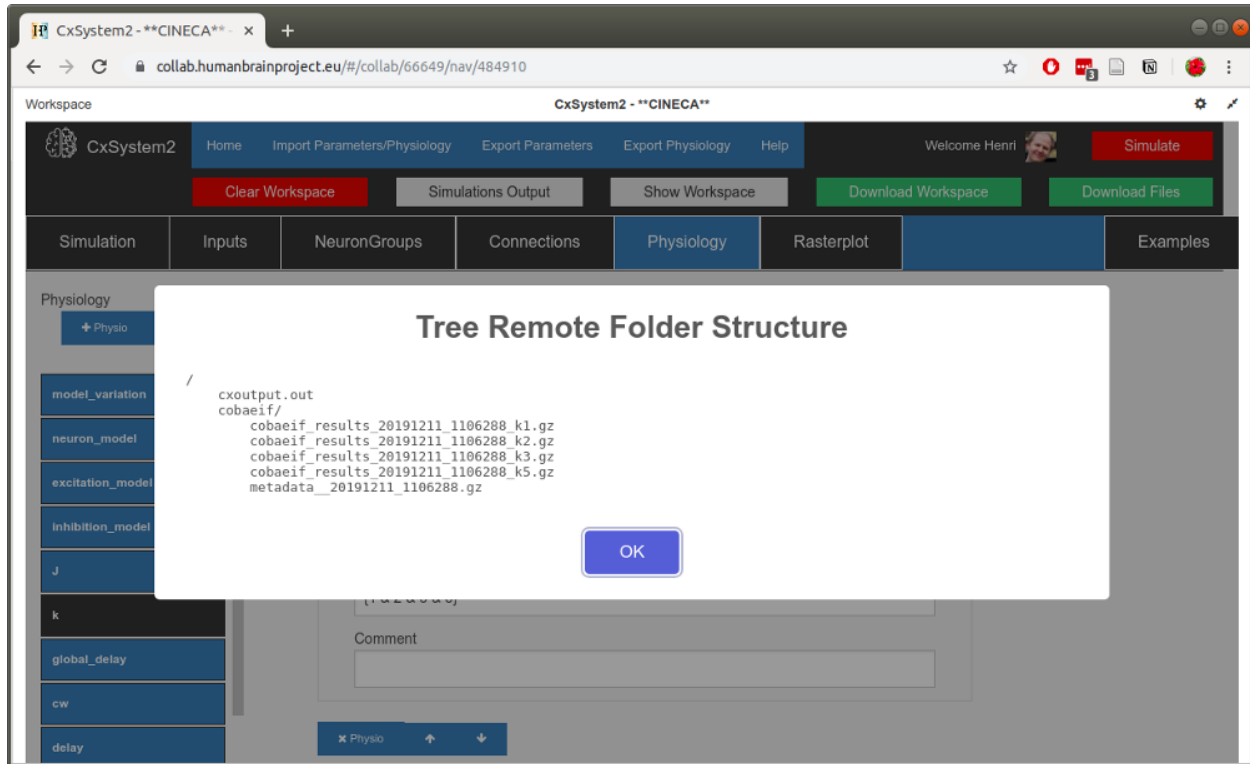 CxSystem2 - **CINECA** -
collab.humanbrainproject.eu/#/collab/66649/nav/484910
3
Workspace
CxSystem2 - **CINECA**
CxSystem2
Home
Import Parameters/Physiology
Export Parameters
Export Physiology
Help
Welcome Henri
Simulate
Clear Workspace
Simulations Output
Show Workspace
Download Workspace
Download Files
Simulation
Inputs
NeuronGroups
Connections
Physiology
Rasterplot
Examples
Physiology
+ Physio
Tree Remote Folder Structure
/
cxoutput.out
cobaeif/
cobaeif_results_20191211_1106288_k1.gz
cobaeif_results_20191211_1106288_k2.gz
cobaeif_results_20191211_1106288_k3.gz
cobaeif_results_20191211_1106288_k5.gz
metadata__20191211_1106288.gz
OK
model_variation
neuron_model
excitation_model
inhibition_model
J
k
global_delay
cw
delay
Comment
Physio